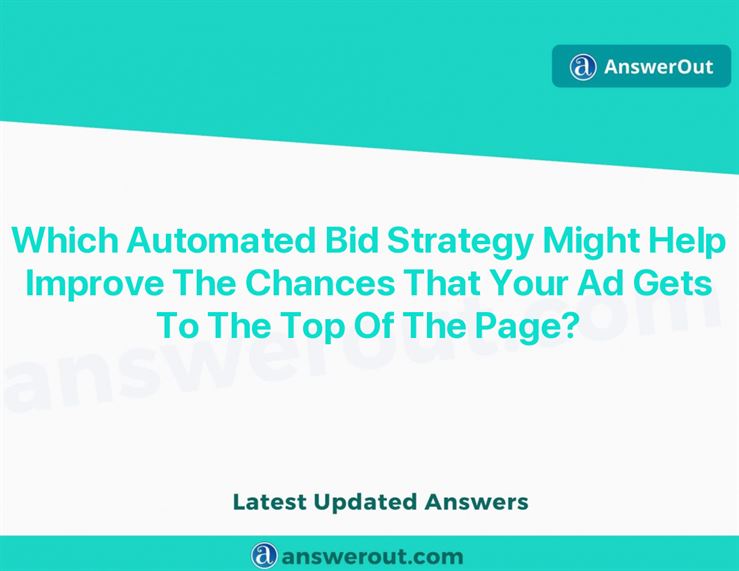 AnswerOut
Which Automated Bid Strategy Might Help
Improve The Chances That Your Ad Gets
To The Top Of The Page?
answerout.com
Latest Updated Answers
answerout.com